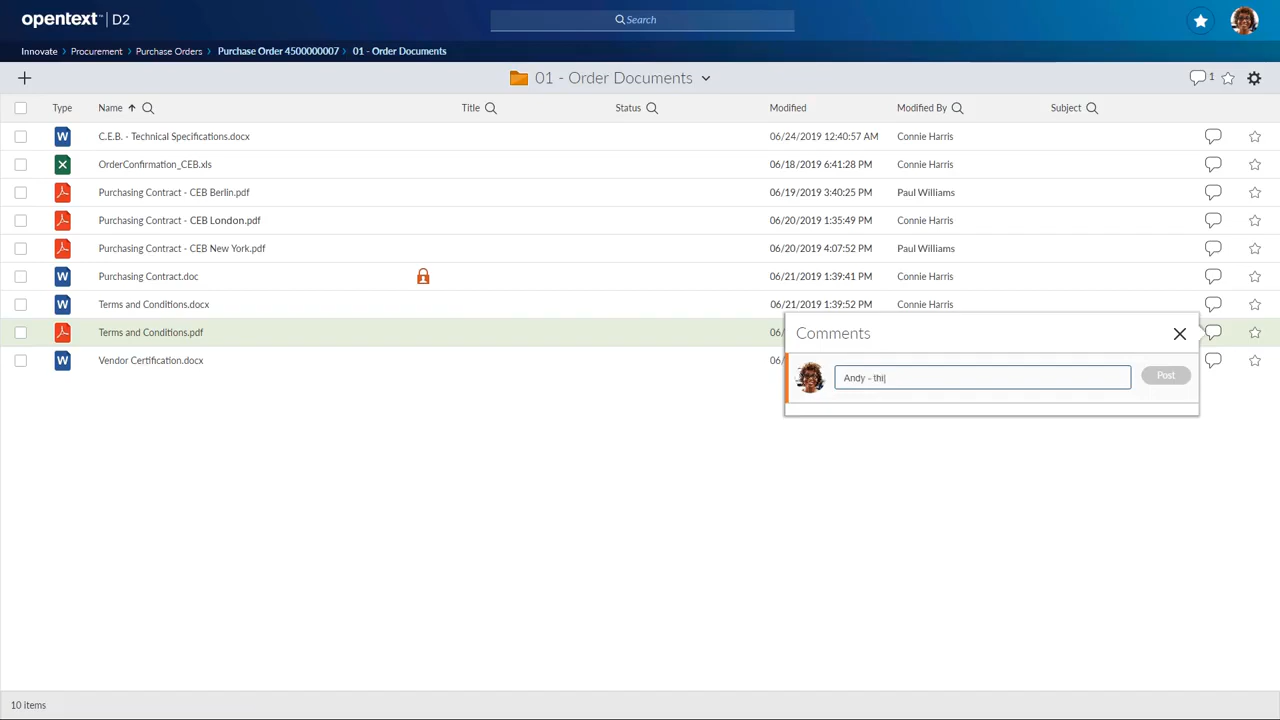 opentext™ | D2
Search
Innovate › Procurement › Purchase Orders › Purchase Order 4500000007 › 01 - Order Documents
01 - Order Documents
1
Type Name Title Status Modified Modified By Subject
C.E.B. - Technical Specifications.docx 06/24/2019 12:40:57 AM Connie Harris
OrderConfirmation_CEB.xls 06/18/2019 6:41:28 PM Connie Harris
Purchasing Contract - CEB Berlin.pdf 06/19/2019 3:40:25 PM Paul Williams
Purchasing Contract - CEB London.pdf 06/20/2019 1:35:49 PM Connie Harris
Purchasing Contract - CEB New York.pdf 06/20/2019 4:07:52 PM Paul Williams
Purchasing Contract.doc 06/21/2019 1:39:41 PM Connie Harris
Terms and Conditions.docx 06/21/2019 1:39:52 PM Connie Harris
Terms and Conditions.pdf 06/
Vendor Certification.docx 06/
Comments
Andy - thi
Post
10 items